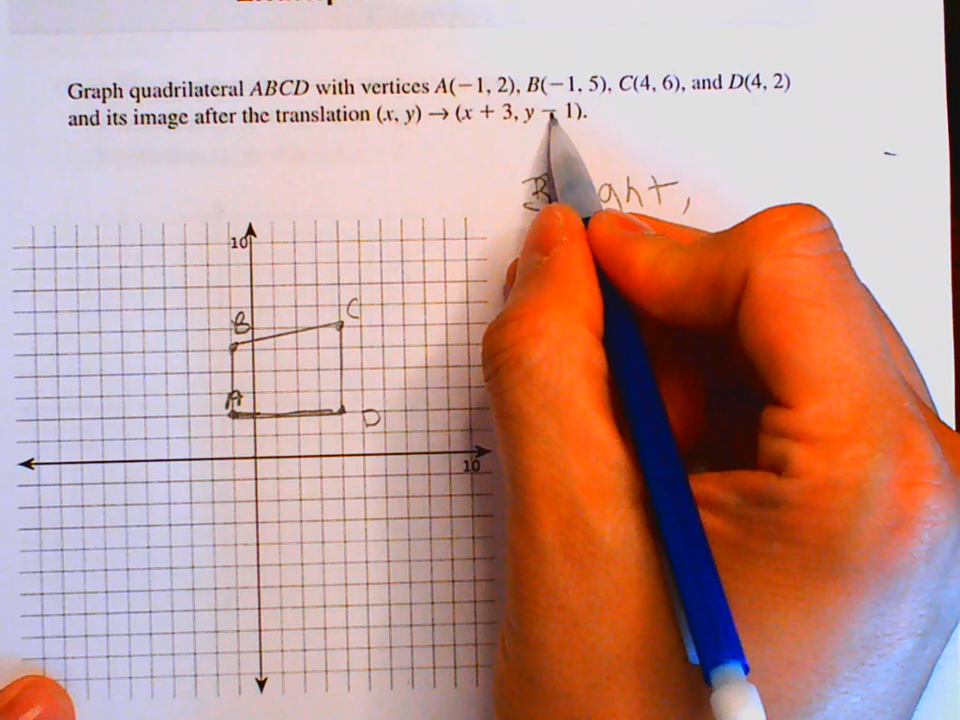 Graph quadrilateral ABCD with vertices A(−1, 2), B(−1, 5), C(4, 6), and D(4, 2)
and its image after the translation (x, y) → (x + 3, y − 1).
10
B
C
A
D
10